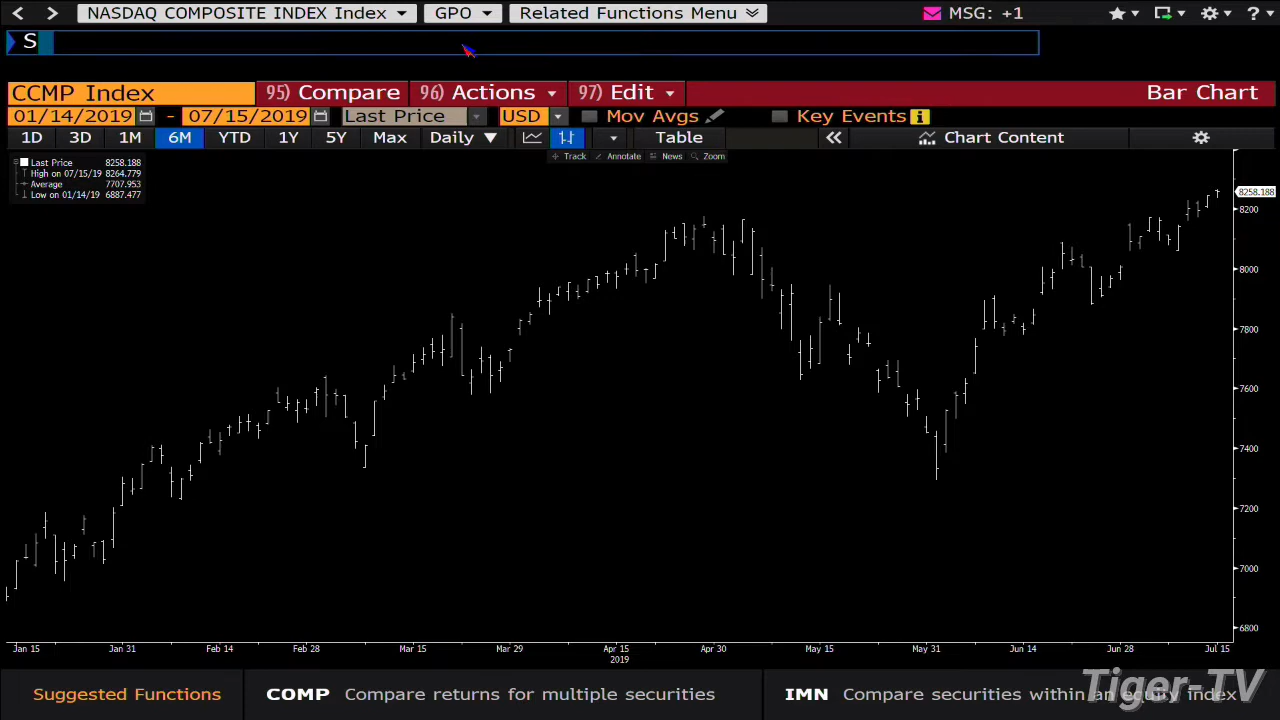 NASDAQ COMPOSITE INDEX Index GPO Related Functions Menu MSG: +1 ?
S
CCMP Index 95) Compare 96) Actions 97) Edit Bar Chart
01/14/2019 - 07/15/2019 Last Price USD Mov Avgs Key Events i
1D 3D 1M 6M YTD 1Y 5Y Max Daily Table Chart Content
Track Annotate News Zoom
Last Price 8258.188
High on 07/15/19 8264.779
Average 7707.953
Low on 01/14/19 6887.477
8258.188
8200
8000
7800
7600
7400
7200
7000
6800
Jan 15 Jan 31 Feb 14 Feb 28 Mar 15 Mar 29 Apr 15 Apr 30 May 15 May 31 Jun 14 Jun 28 Jul 15
2019
Suggested Functions COMP Compare returns for multiple securities IMN Compare securities within an equity index
Tiger-TV